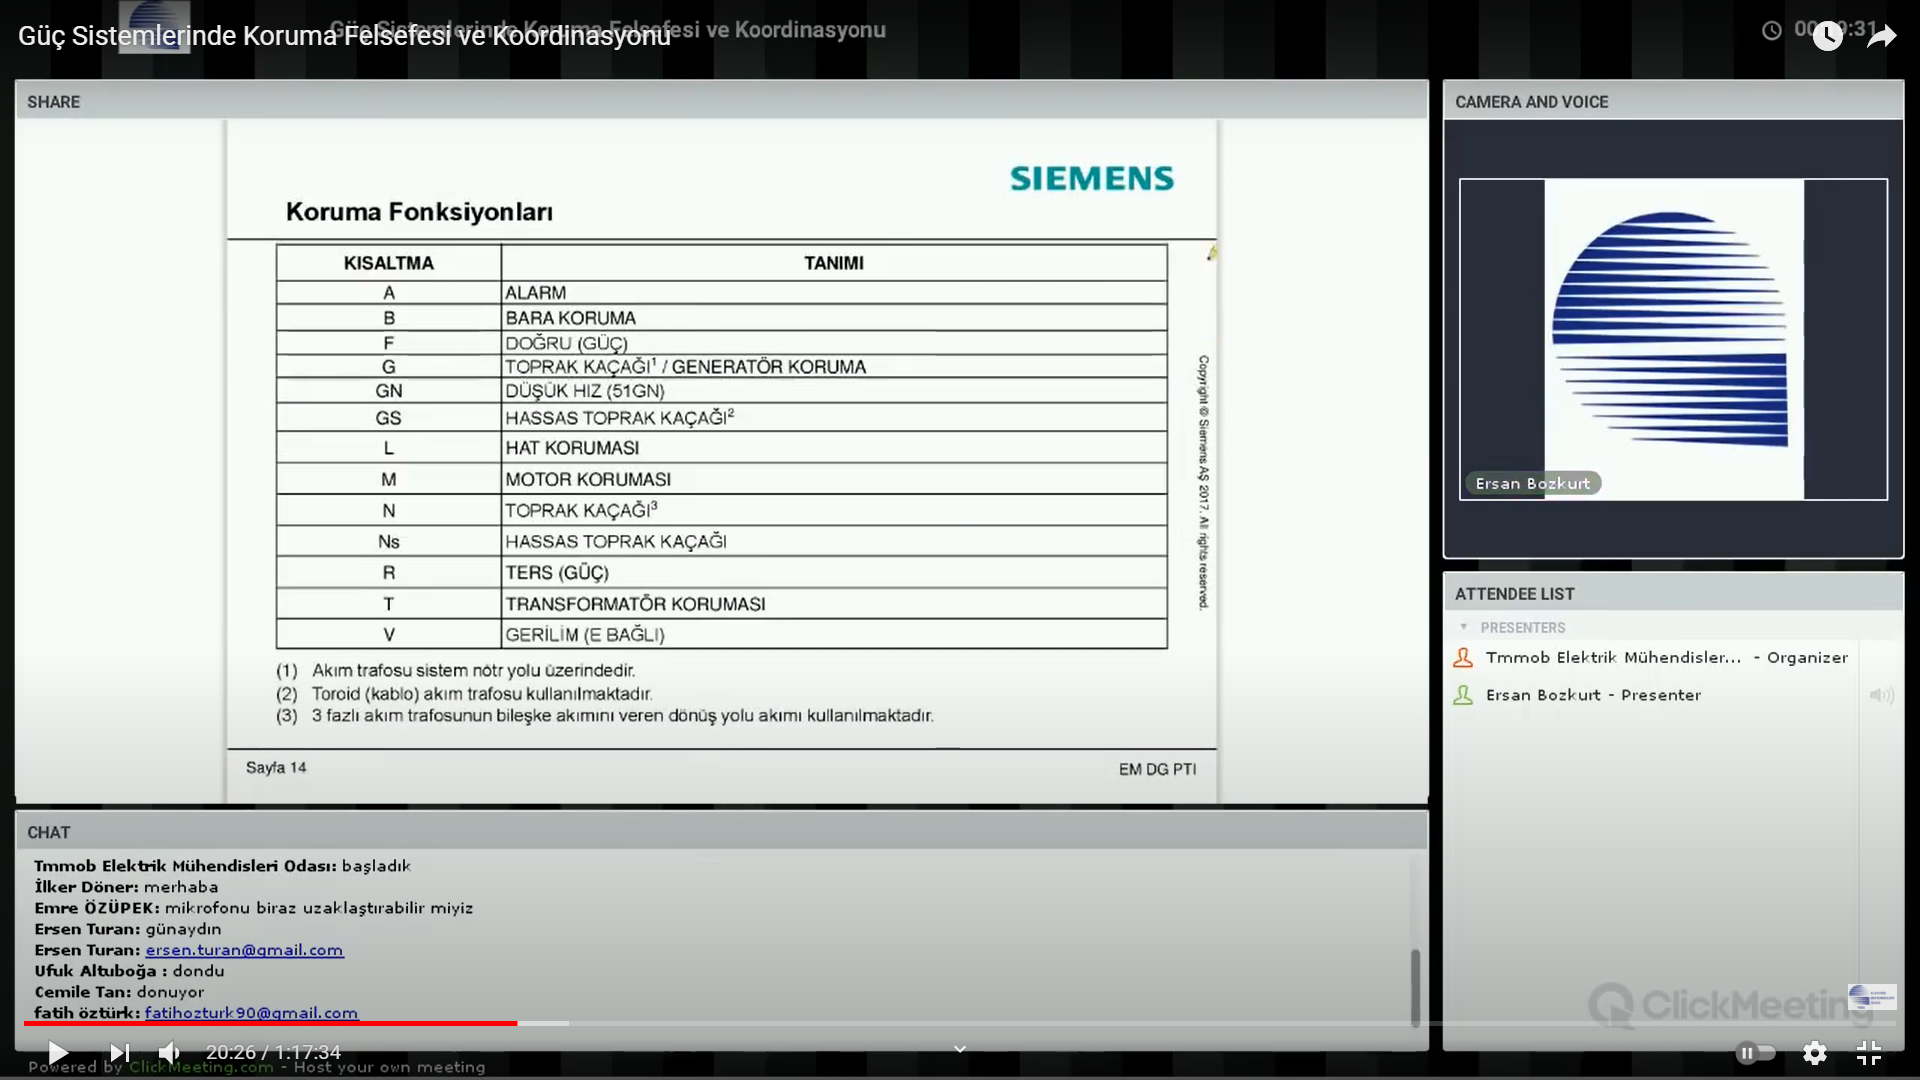 Güç Sistemlerinde Koruma Felsefesi ve Koordinasyonu
Güç Sistemlerinde Koruma Felsefesi ve Koordinasyonu
SHARE
SIEMENS
Koruma Fonksiyonları
KISALTMA TANIMI
A ALARM
B BARA KORUMA
F DOĞRU (GÜÇ)
G TOPRAK KAÇAĞI¹ / GENERATÖR KORUMA
GN DÜŞÜK HIZ (51GN)
GS HASSAS TOPRAK KAÇAĞI²
L HAT KORUMASI
M MOTOR KORUMASI
N TOPRAK KAÇAĞI³
Ns HASSAS TOPRAK KAÇAĞI
R TERS (GÜÇ)
T TRANSFORMATÖR KORUMASI
V GERİLİM (E BAĞLI)
(1) Akım trafosu sistem nötr yolu üzerindedir.
(2) Toroid (kablo) akım trafosu kullanılmaktadır.
(3) 3 fazlı akım trafosunun bileşke akımını veren dönüş yolu akımı kullanılmaktadır.
Copyright © Siemens AŞ 2017. All rights reserved.
Sayfa 14 EM DG PTI
CAMERA AND VOICE
Ersan Bozkurt
ATTENDEE LIST
PRESENTERS
Tmmob Elektrik Mühendisler... - Organizer
Ersan Bozkurt - Presenter
CHAT
Tmmob Elektrik Mühendisleri Odası: başladık
İlker Döner: merhaba
Emre ÖZÜPEK: mikrofonu biraz uzaklaştırabilir miyiz
Ersen Turan: günaydın
Ersen Turan: ersen.turan@gmail.com
Ufuk Altuboğa : dondu
Cemile Tan: donuyor
fatih öztürk: fatihozturk90@gmail.com
ClickMeeting
20:26 / 1:17:34
Powered by ClickMeeting.com - Host your own meeting